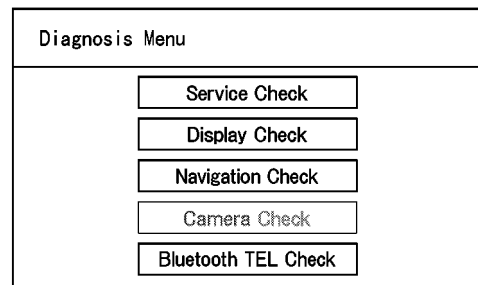 Diagnosis Menu
Service Check
Display Check
Navigation Check
Camera Check
Bluetooth TEL Check